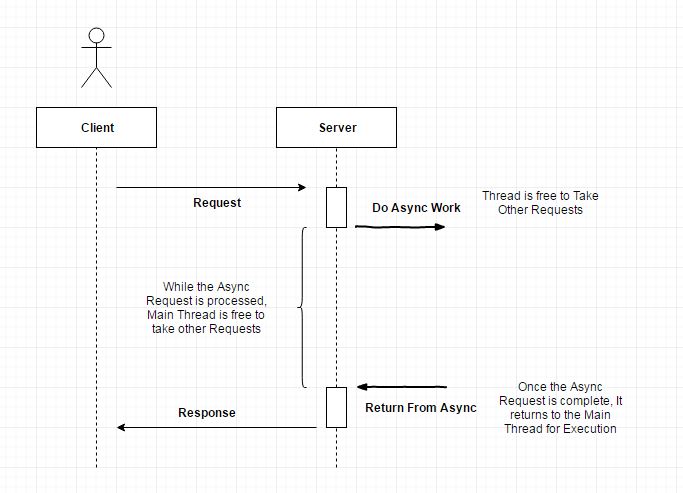 Client
Server
Request
Do Async Work
Thread is free to Take
Other Requests
While the Async
Request is processed,
Main Thread is free to
take other Requests
Response
Return From Async
Once the Async
Request is complete, It
returns to the Main
Thread for Execution